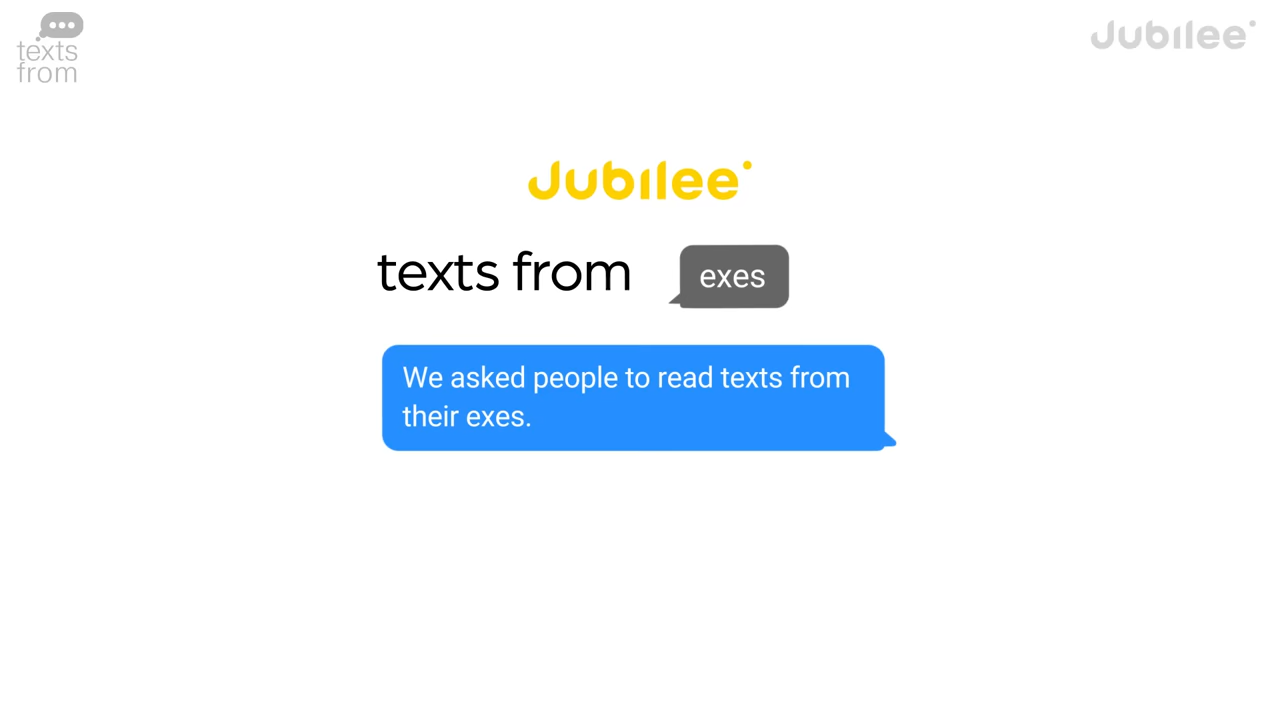 texts
from
Jubilee
Jubilee
texts from
exes
We asked people to read texts from
their exes.